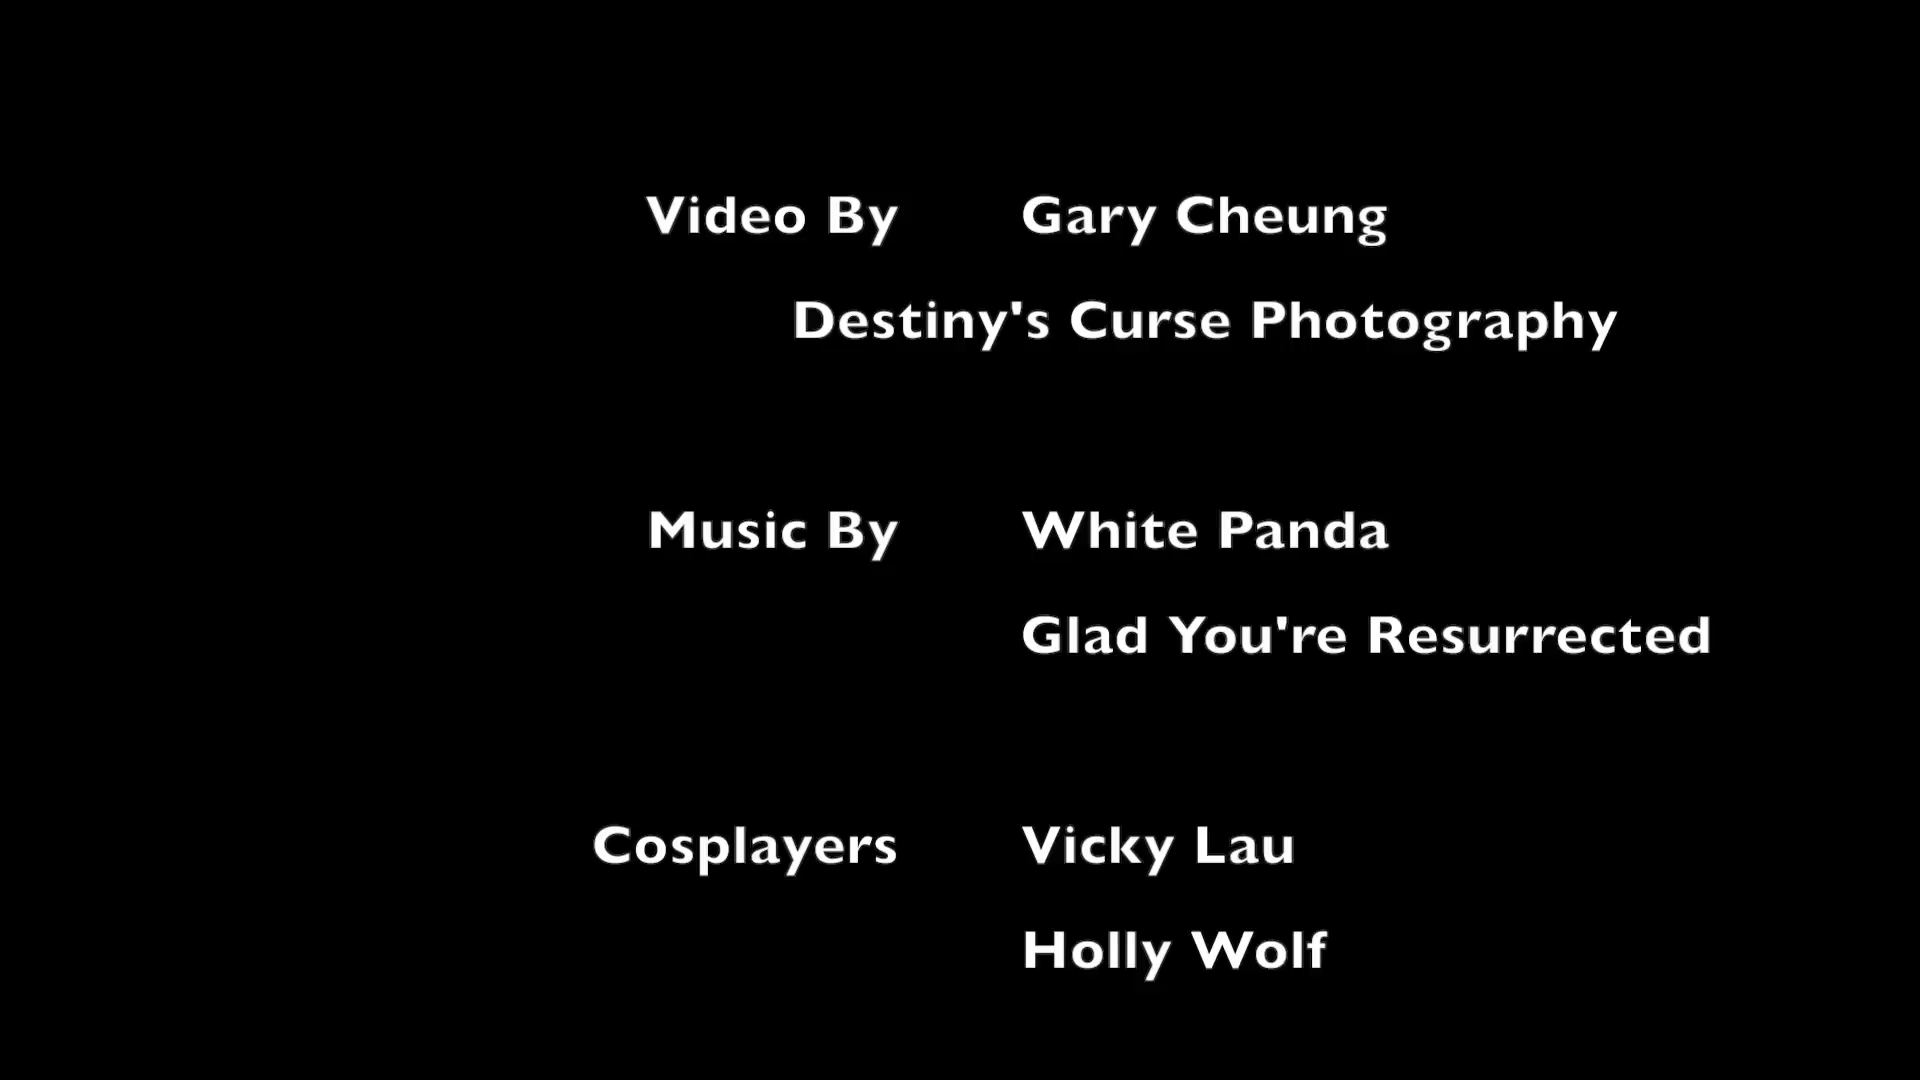 Video By Gary Cheung
Destiny's Curse Photography
Music By White Panda
Glad You're Resurrected
Cosplayers Vicky Lau
Holly Wolf